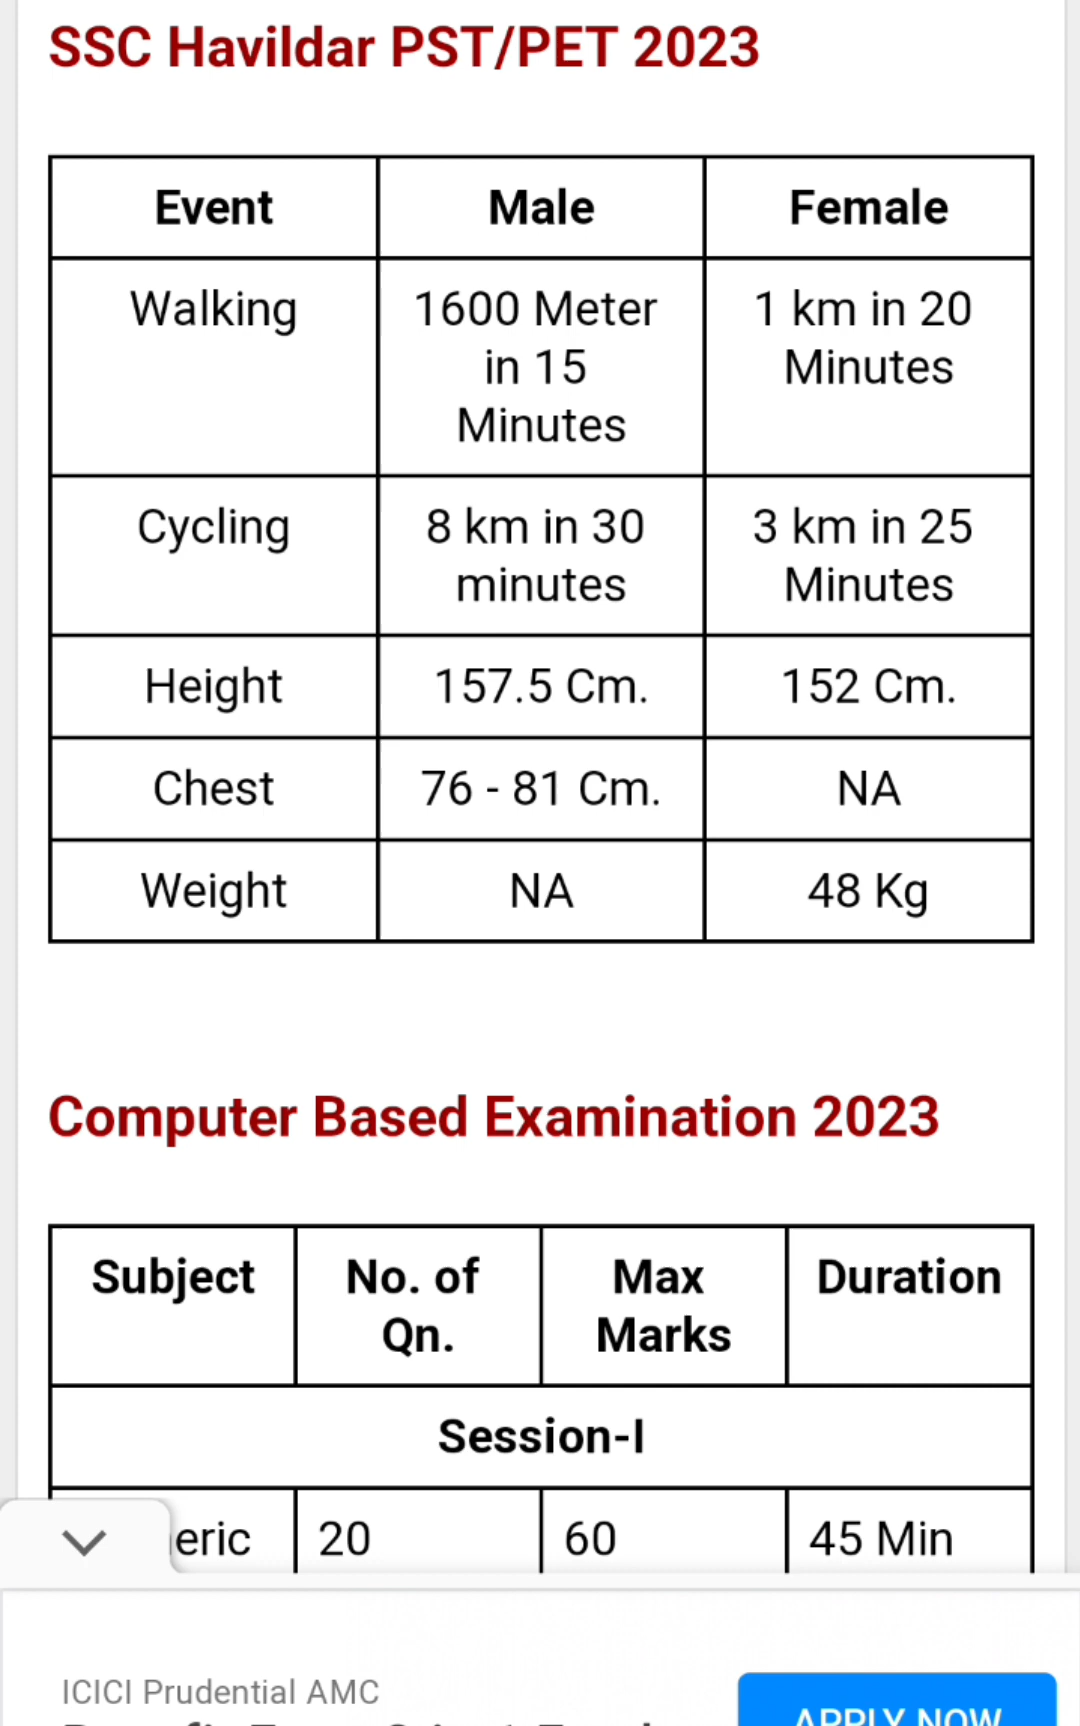 SSC Havildar PST/PET 2023
Event Male Female
Walking 1600 Meter 1 km in 20
in 15 Minutes
Minutes
Cycling 8 km in 30 3 km in 25
minutes Minutes
Height 157.5 Cm. 152 Cm.
Chest 76 - 81 Cm. NA
Weight NA 48 Kg
Computer Based Examination 2023
Subject No. of Max Duration
Qn. Marks
Session-I
eric 20 60 45 Min
ICICI Prudential AMC
APPLY NOW